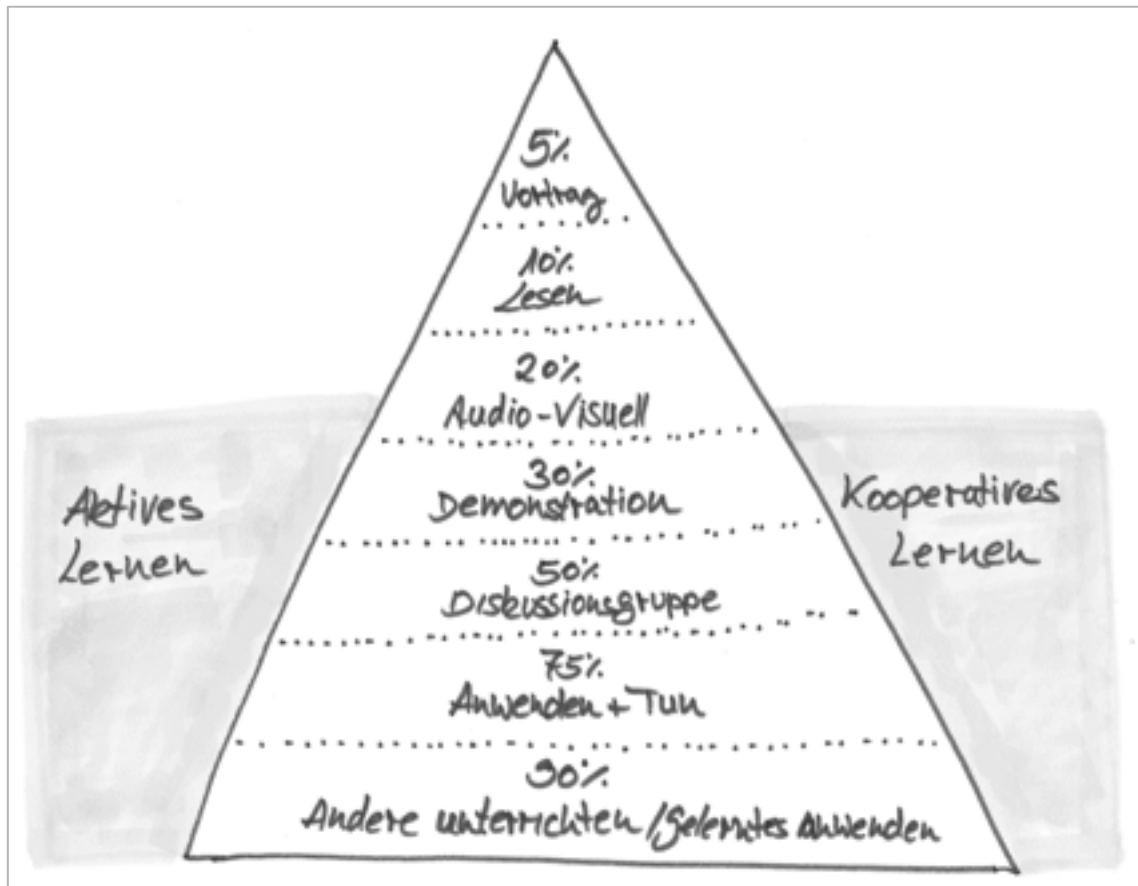 5%
Vortrag
10%
Lesen
20%
Audio-Visuell
30%
Demonstration
Aktives
Lernen
Kooperatives
Lernen
50%
Diskussionsgruppe
75%
Anwenden + Tun
90%
Andere unterrichten / gelerntes anwenden